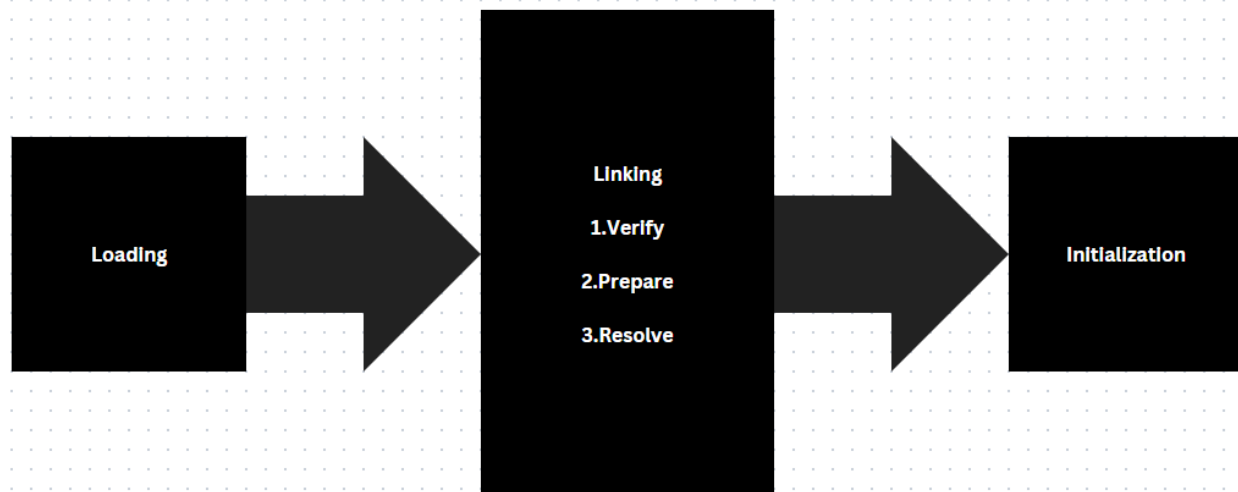 Loading
Linking
1.Verify
2.Prepare
3.Resolve
Initialization